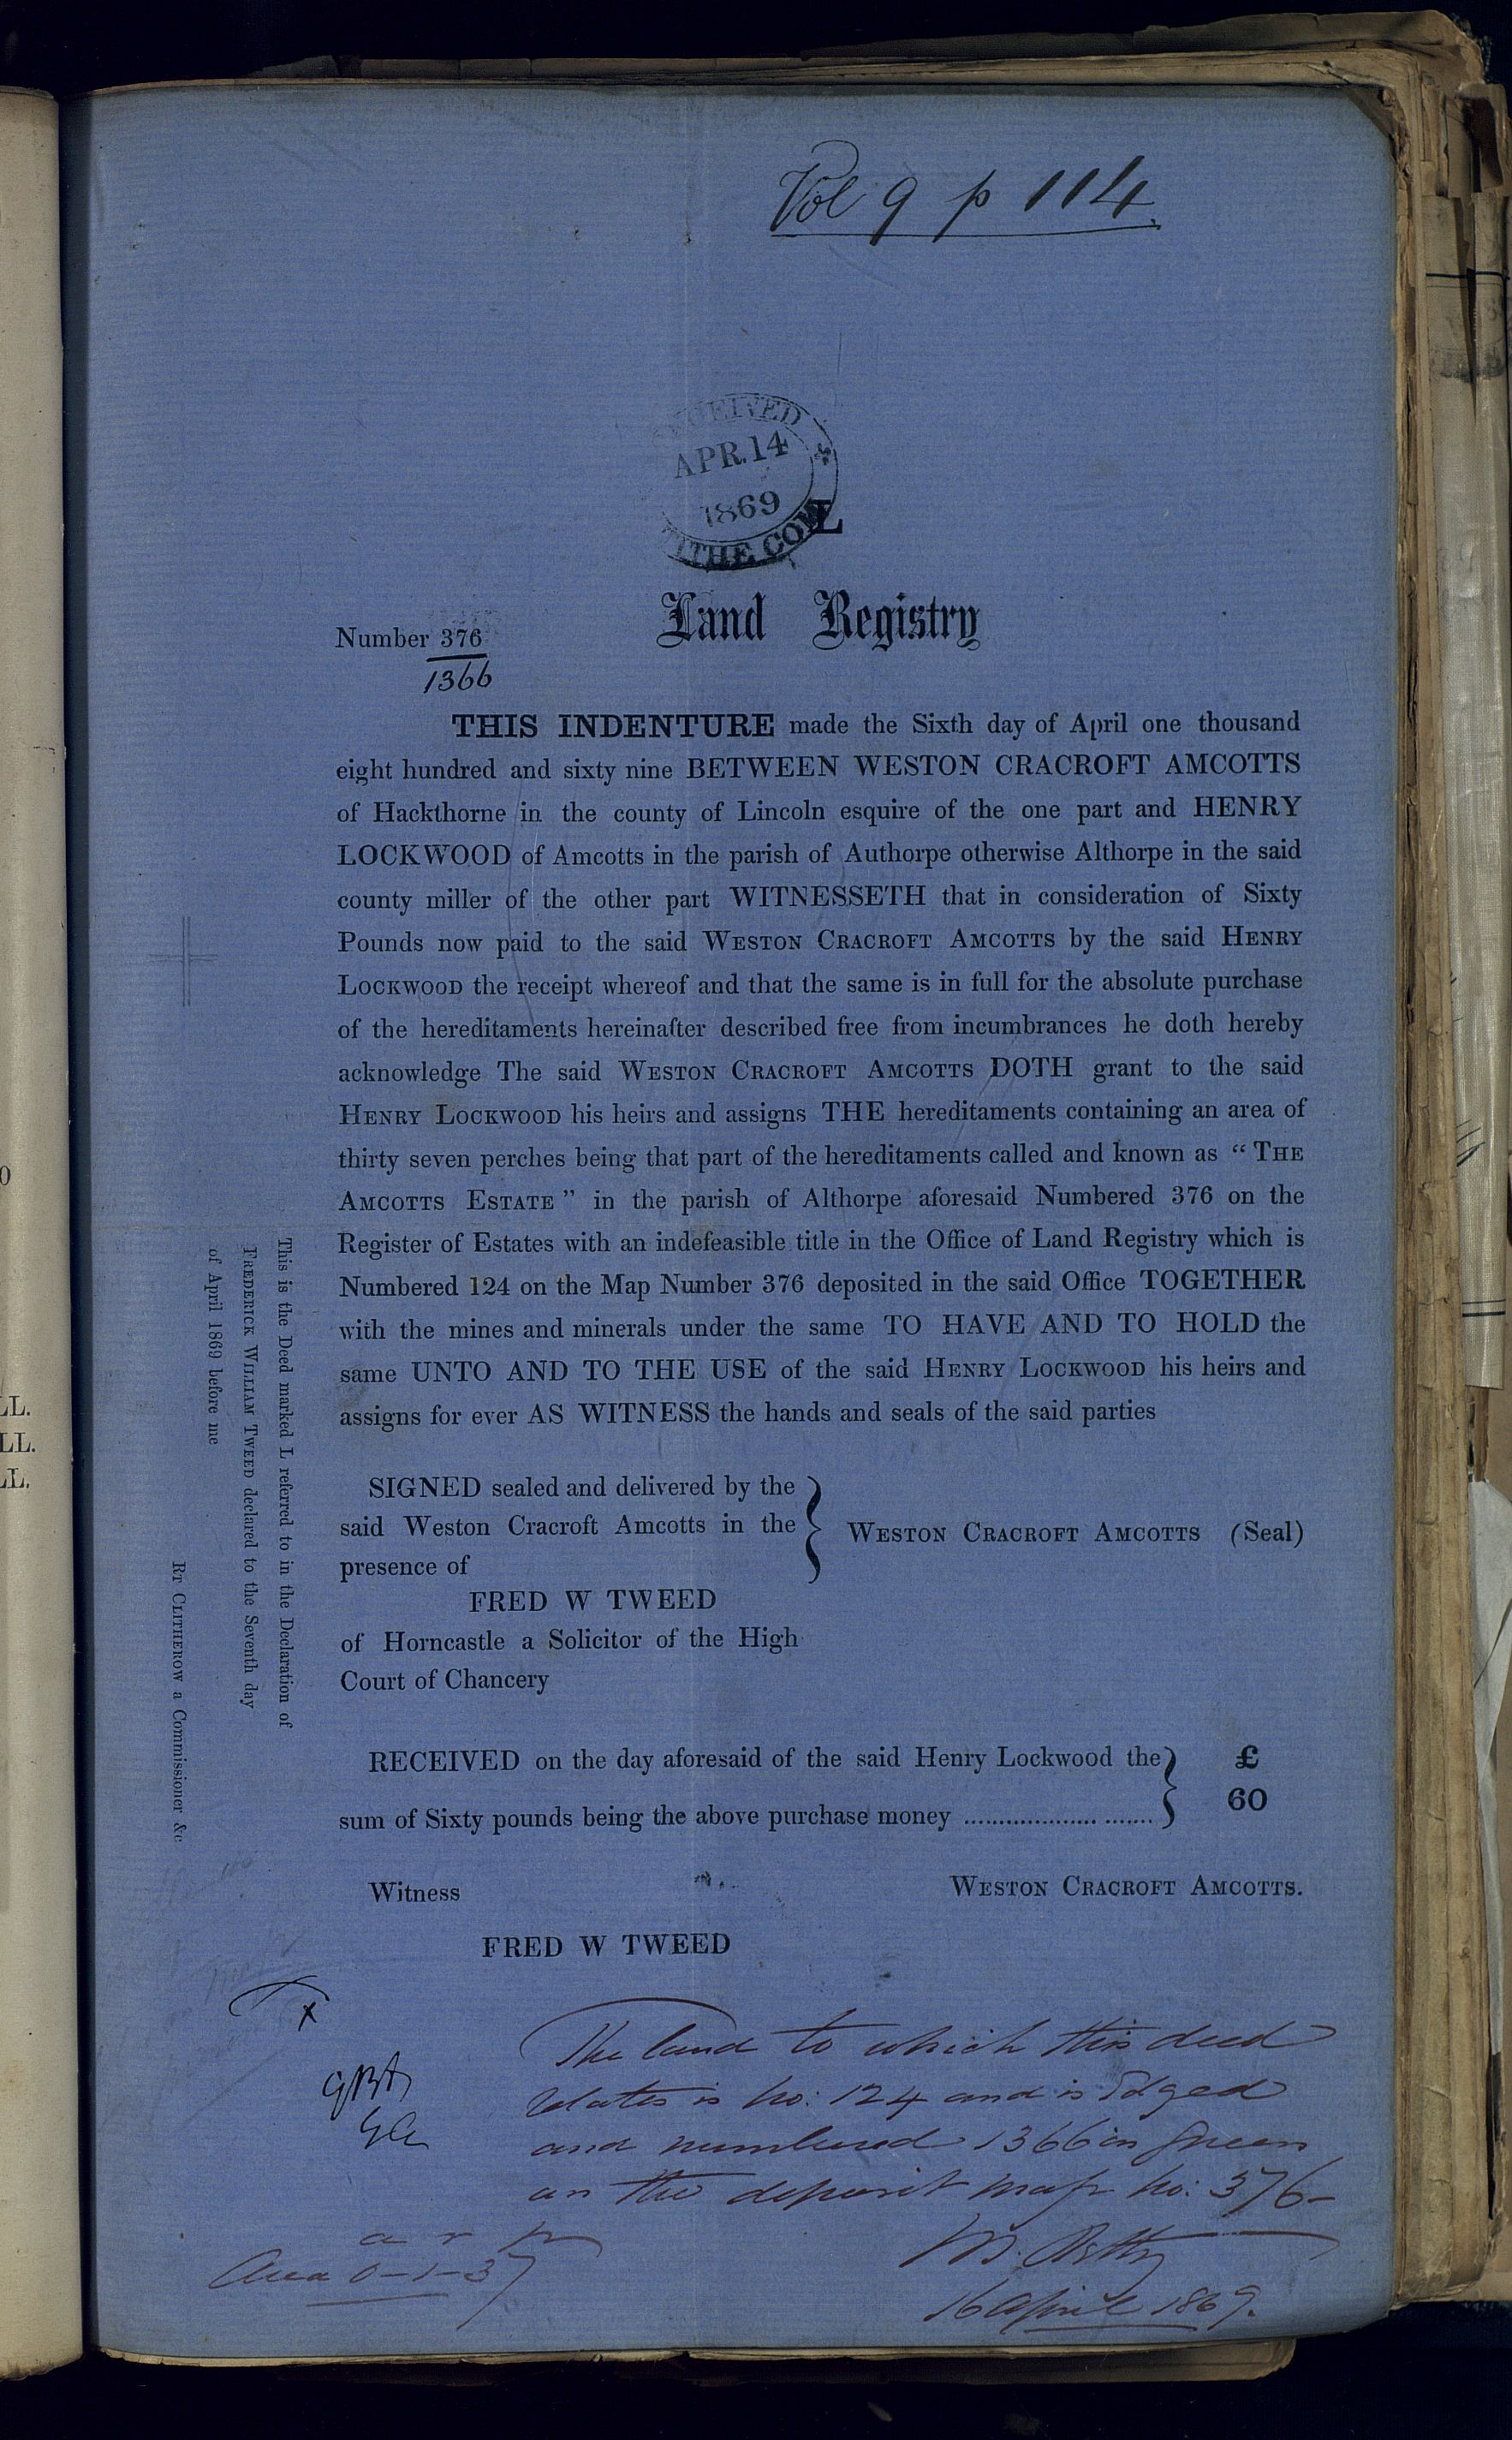 Vol 9 p 114
RECEIVED
APR. 14
1869
TITHE COM
L
Land Registry
Number 376
1366
THIS INDENTURE made the Sixth day of April one thousand
eight hundred and sixty nine BETWEEN WESTON CRACROFT AMCOTTS
of Hackthorne in the county of Lincoln esquire of the one part and HENRY
LOCKWOOD of Amcotts in the parish of Authorpe otherwise Althorpe in the said
county miller of the other part WITNESSETH that in consideration of Sixty
Pounds now paid to the said WESTON CRACROFT AMCOTTS by the said HENRY
LOCKWOOD the receipt whereof and that the same is in full for the absolute purchase
of the hereditaments hereinafter described free from incumbrances he doth hereby
acknowledge The said WESTON CRACROFT AMCOTTS DOTH grant to the said
HENRY LOCKWOOD his heirs and assigns THE hereditaments containing an area of
thirty seven perches being that part of the hereditaments called and known as “ THE
AMCOTTS ESTATE ” in the parish of Althorpe aforesaid Numbered 376 on the
Register of Estates with an indefeasible title in the Office of Land Registry which is
Numbered 124 on the Map Number 376 deposited in the said Office TOGETHER
with the mines and minerals under the same TO HAVE AND TO HOLD the
same UNTO AND TO THE USE of the said HENRY LOCKWOOD his heirs and
assigns for ever AS WITNESS the hands and seals of the said parties
SIGNED sealed and delivered by the
said Weston Cracroft Amcotts in the
presence of
WESTON CRACROFT AMCOTTS (Seal)
FRED W TWEED
of Horncastle a Solicitor of the High
Court of Chancery
This is the Deed marked L referred to in the Declaration of
FREDERICK WILLIAM TWEED declared to the Seventh day
of April 1869 before me
RT CLITHEROW a Commissioner &c
RECEIVED on the day aforesaid of the said Henry Lockwood the
sum of Sixty pounds being the above purchase money ..........................
£
60
Witness
WESTON CRACROFT AMCOTTS.
FRED W TWEED
The land to which this deed
relates is No: 124 and is Edged
and numbered 1366 in Green
on the deposit map No: 376—
16 April 1869.
a r p
Area 0-1-37
LL.
LL.
LL.